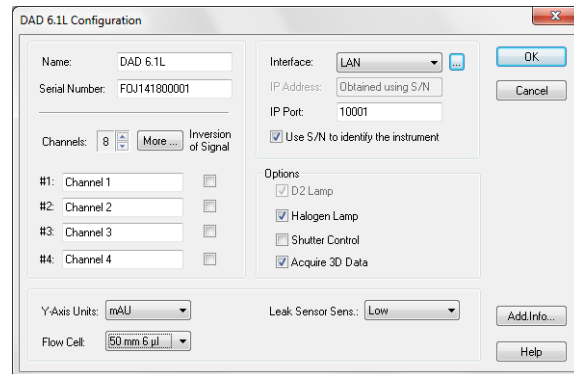 DAD 6.1L Configuration
Name: DAD 6.1L
Serial Number: FOJ141800001
Channels: 8 More ... Inversion of Signal
#1: Channel 1
#2: Channel 2
#3: Channel 3
#4: Channel 4
Interface: LAN ...
IP Address: Obtained using S/N
IP Port: 10001
Use S/N to identify the instrument
Options
D2 Lamp
Halogen Lamp
Shutter Control
Acquire 3D Data
Y-Axis Units: mAU
Flow Cell: 50 mm 6 µl
Leak Sensor Sens.: Low
OK
Cancel
Add.Info...
Help